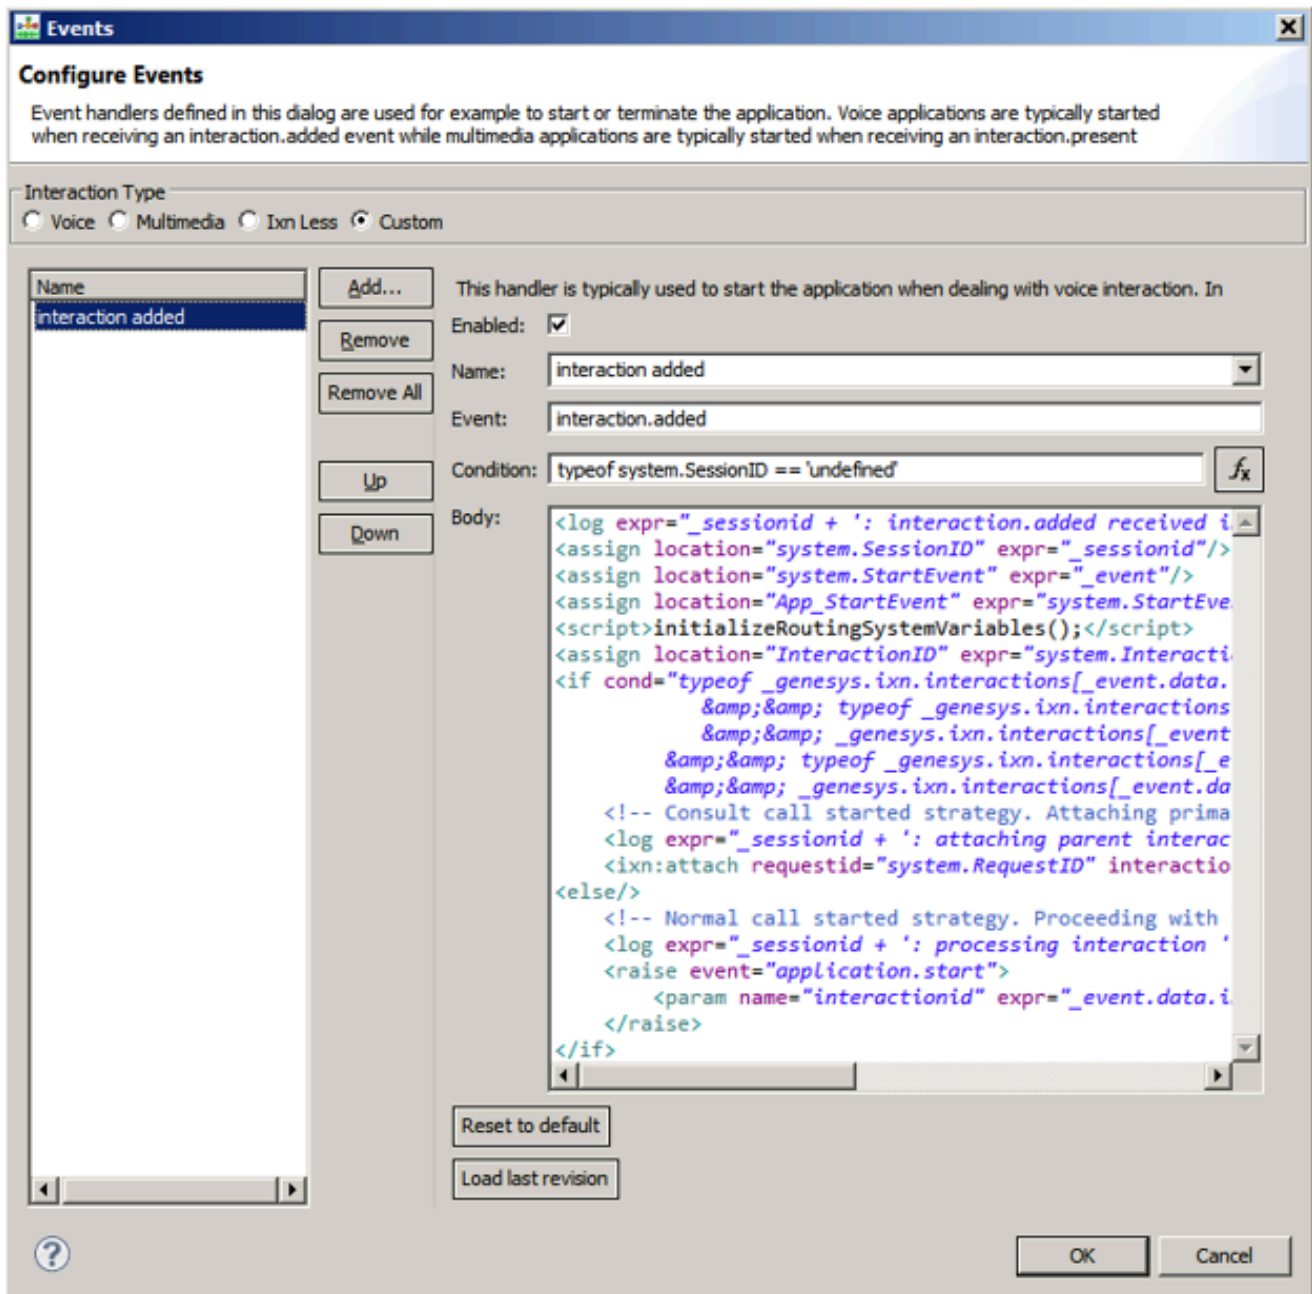 Events
Configure Events
Event handlers defined in this dialog are used for example to start or terminate the application. Voice applications are typically started
when receiving an interaction.added event while multimedia applications are typically started when receiving an interaction.present
Interaction Type
Voice Multimedia Ixn Less Custom
Name
interaction added
Add...
Remove
Remove All
Up
Down
This handler is typically used to start the application when dealing with voice interaction. In
Enabled:
Name: interaction added
Event: interaction.added
Condition: typeof system.SessionID == 'undefined' fx
Body:
<log expr="_sessionid + ': interaction.added received i
<assign location="system.SessionID" expr="_sessionid"/>
<assign location="system.StartEvent" expr="_event"/>
<assign location="App_StartEvent" expr="system.StartEve
<script>initializeRoutingSystemVariables();</script>
<assign location="InteractionID" expr="system.Interacti
<if cond="typeof _genesys.ixn.interactions[_event.data.
&amp;&amp; typeof _genesys.ixn.interactions
&amp;&amp; _genesys.ixn.interactions[_event
&amp;&amp; typeof _genesys.ixn.interactions[_e
&amp;&amp; _genesys.ixn.interactions[_event.da
<!-- Consult call started strategy. Attaching prima
<log expr="_sessionid + ': attaching parent interac
<ixn:attach requestid="system.RequestID" interactio
<else/>
<!-- Normal call started strategy. Proceeding with
<log expr="_sessionid + ': processing interaction '
<raise event="application.start">
<param name="interactionid" expr="_event.data.i
</raise>
</if>
Reset to default
Load last revision
?
OK
Cancel